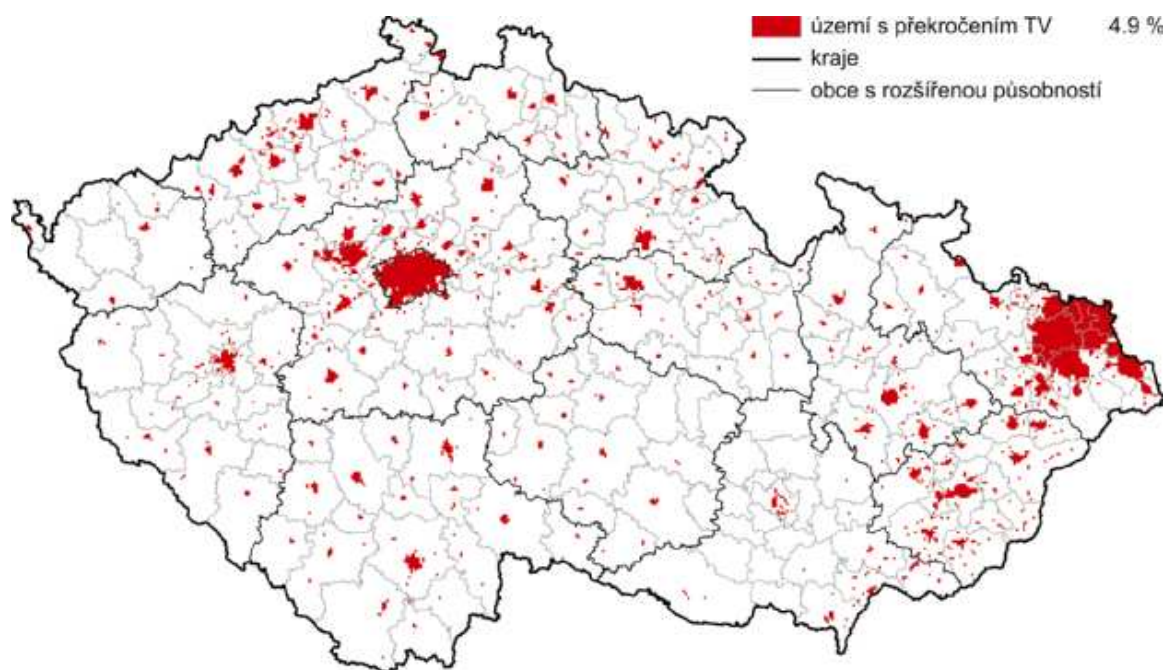 území s překročením TV 4.9 %
kraje
obce s rozšířenou působností